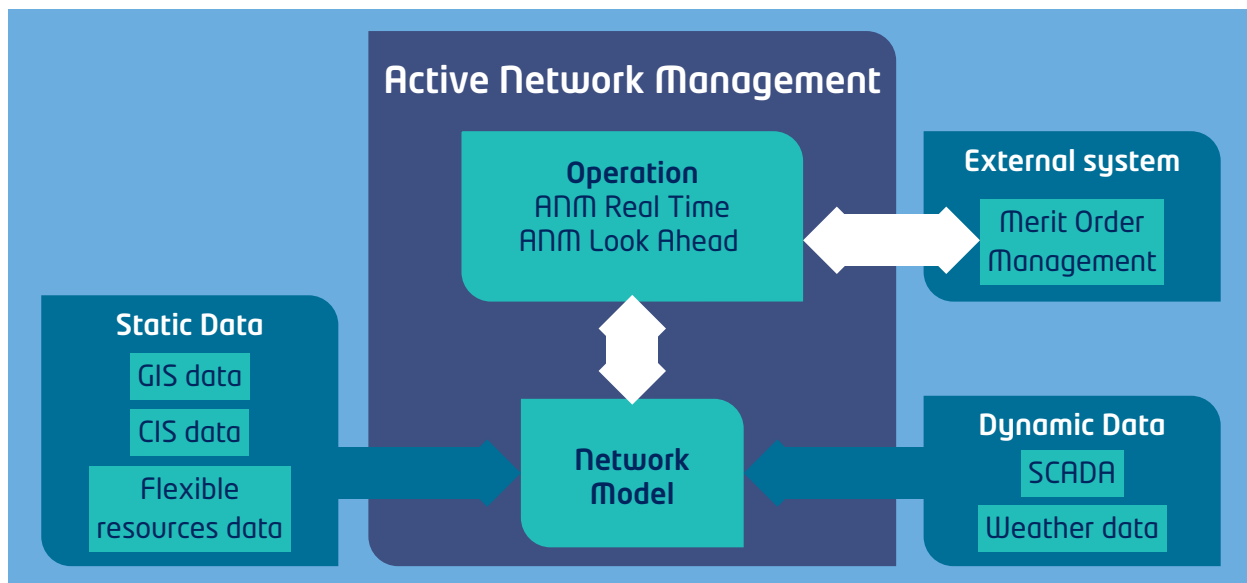 Active Network Management
Operation
ANM Real Time
ANM Look Ahead
External system
Merit Order
Management
Static Data
GIS data
CIS data
Flexible
resources data
Network
Model
Dynamic Data
SCADA
Weather data